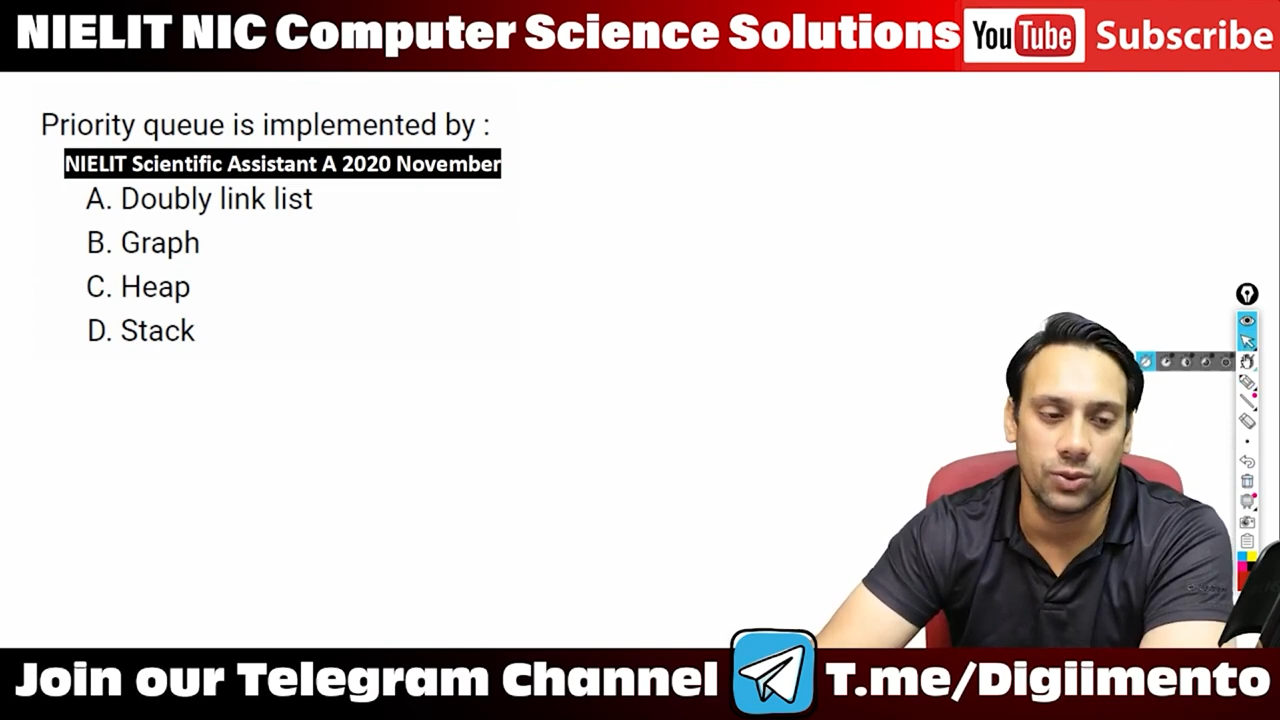 NIELIT NIC Computer Science Solutions YouTube Subscribe
Priority queue is implemented by :
NIELIT Scientific Assistant A 2020 November
A. Doubly link list
B. Graph
C. Heap
D. Stack
Join our Telegram Channel T.me/Digiimento